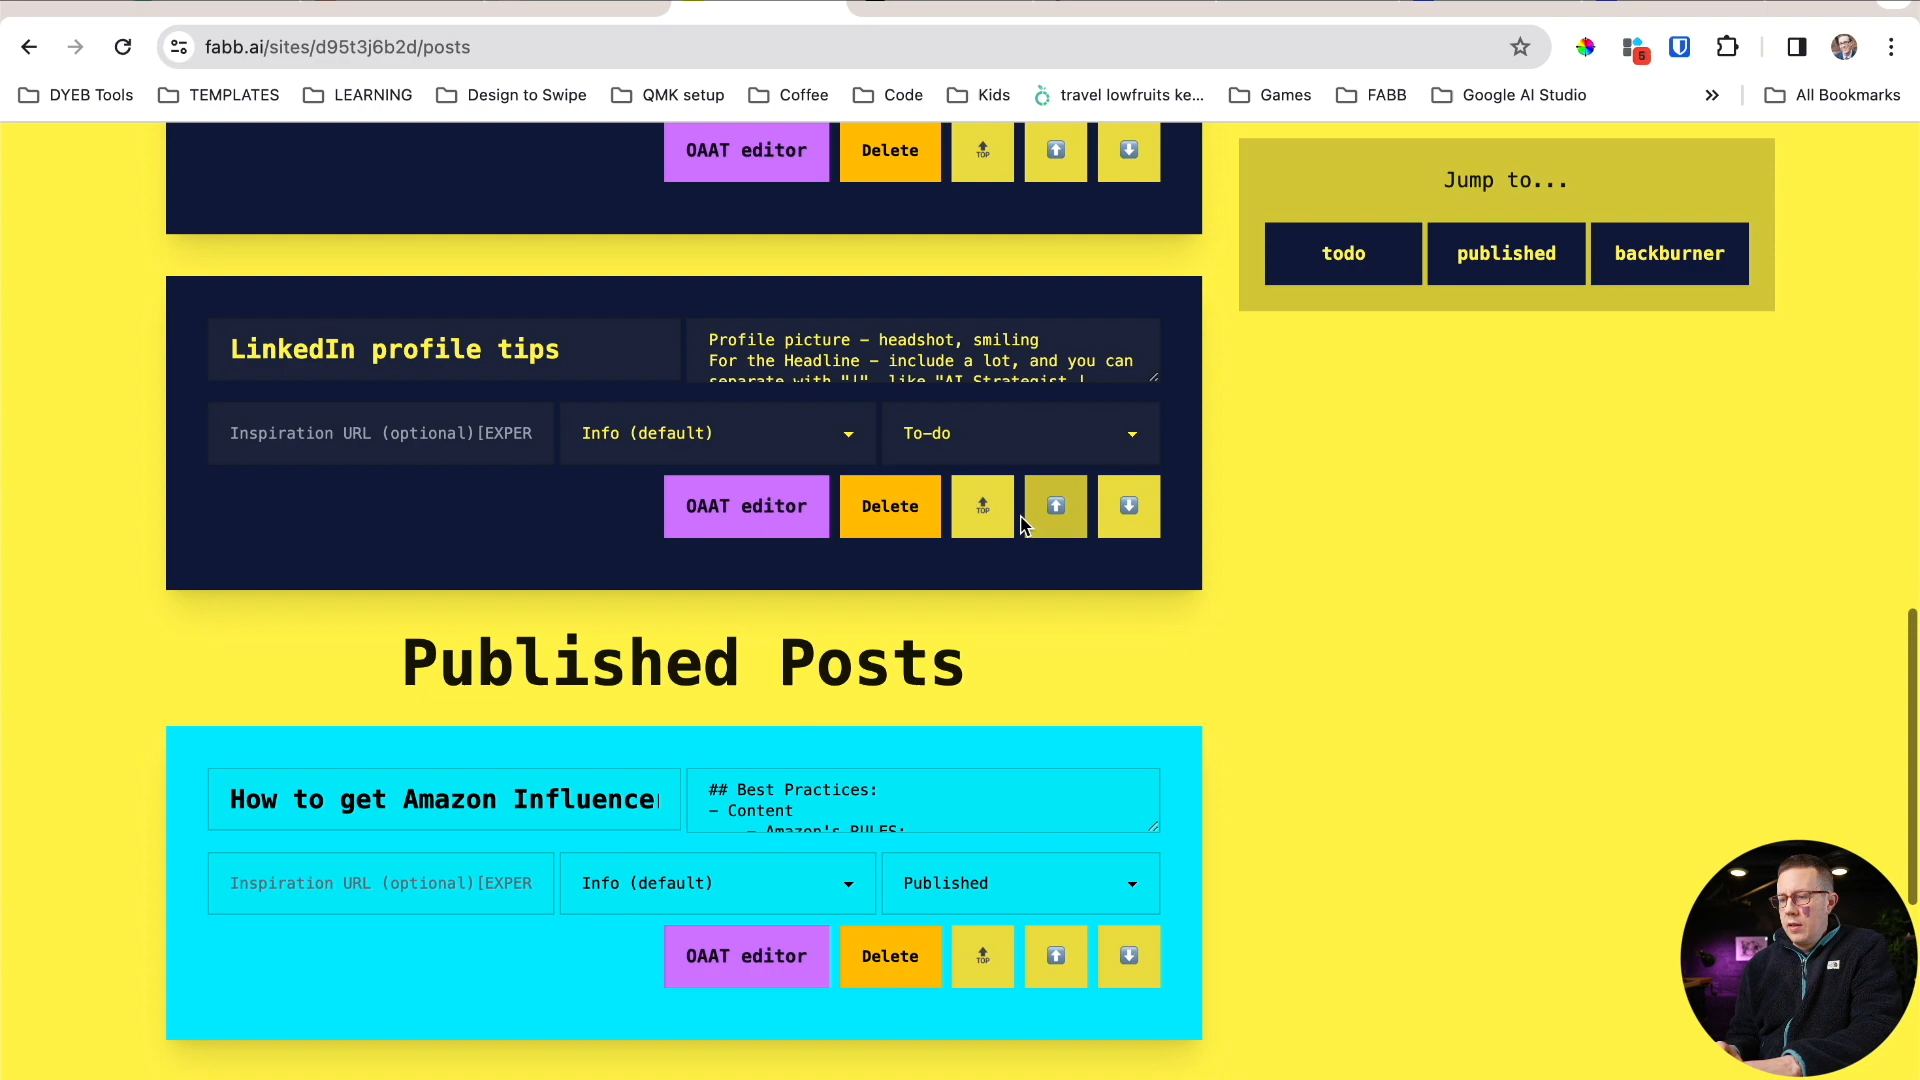 fabb.ai/sites/d95t3j6b2d/posts
5
DYEB Tools
TEMPLATES
LEARNING
Design to Swipe
QMK setup
Coffee
Code
Kids
travel lowfruits ke...
Games
FABB
Google AI Studio
All Bookmarks
OAAT editor
Delete
TOP
Jump to...
todo
published
backburner
LinkedIn profile tips
Profile picture – headshot, smiling
For the Headline – include a lot, and you can
separate with "|", like "AI Strategist |
Inspiration URL (optional)[EXPER
Info (default)
To-do
OAAT editor
Delete
TOP
Published Posts
How to get Amazon Influence
## Best Practices:
- Content
- Amazon's RULES:
Inspiration URL (optional)[EXPER
Info (default)
Published
OAAT editor
Delete
TOP